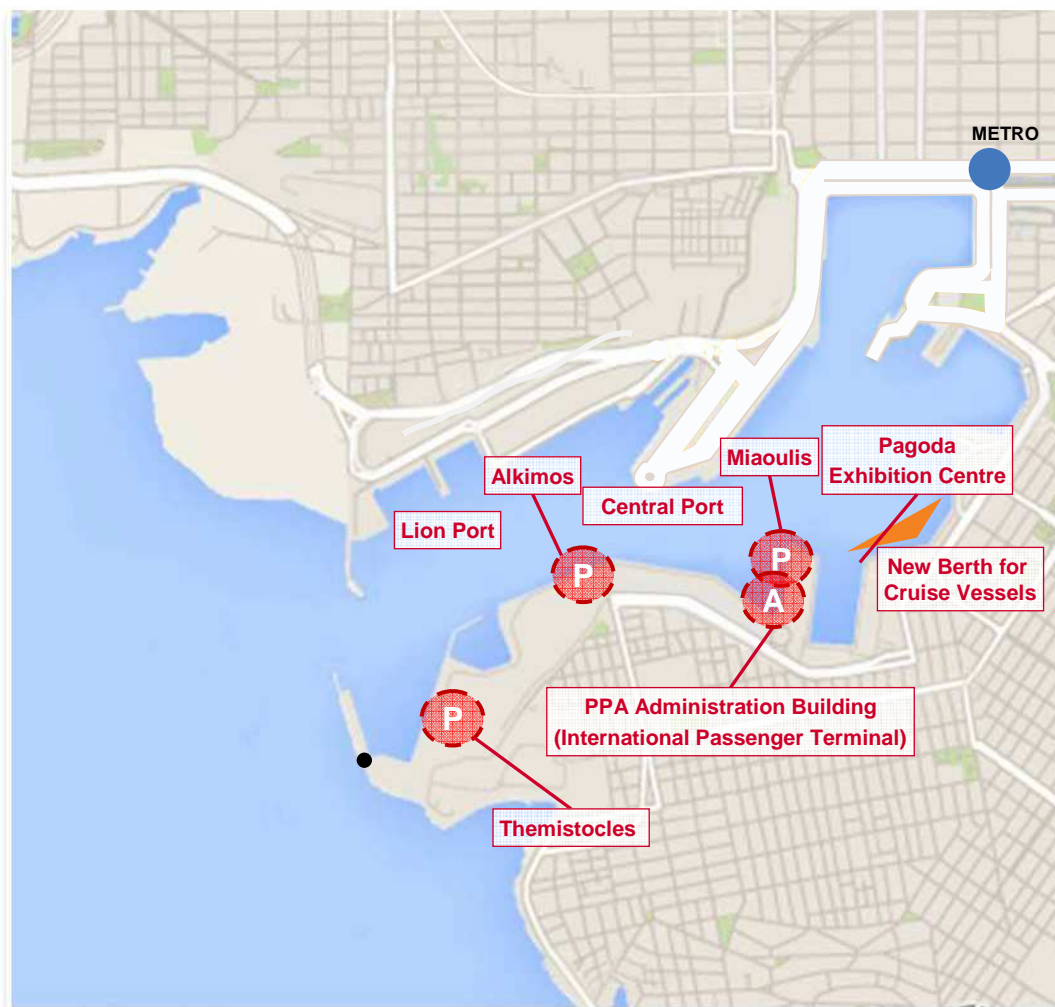 METRO
Pagoda
Exhibition Centre
Miaoulis
Alkimos
Central Port
Lion Port
P
P
New Berth for
Cruise Vessels
A
P
PPA Administration Building
(International Passenger Terminal)
Themistocles